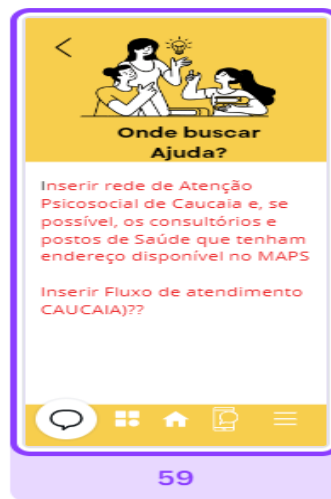 Onde buscar
Ajuda?
Inserir rede de Atenção
Psicosocial de Caucaia e, se
possível, os consultórios e
postos de Saúde que tenham
endereço disponível no MAPS
Inserir Fluxo de atendimento
CAUCAIA)??
59